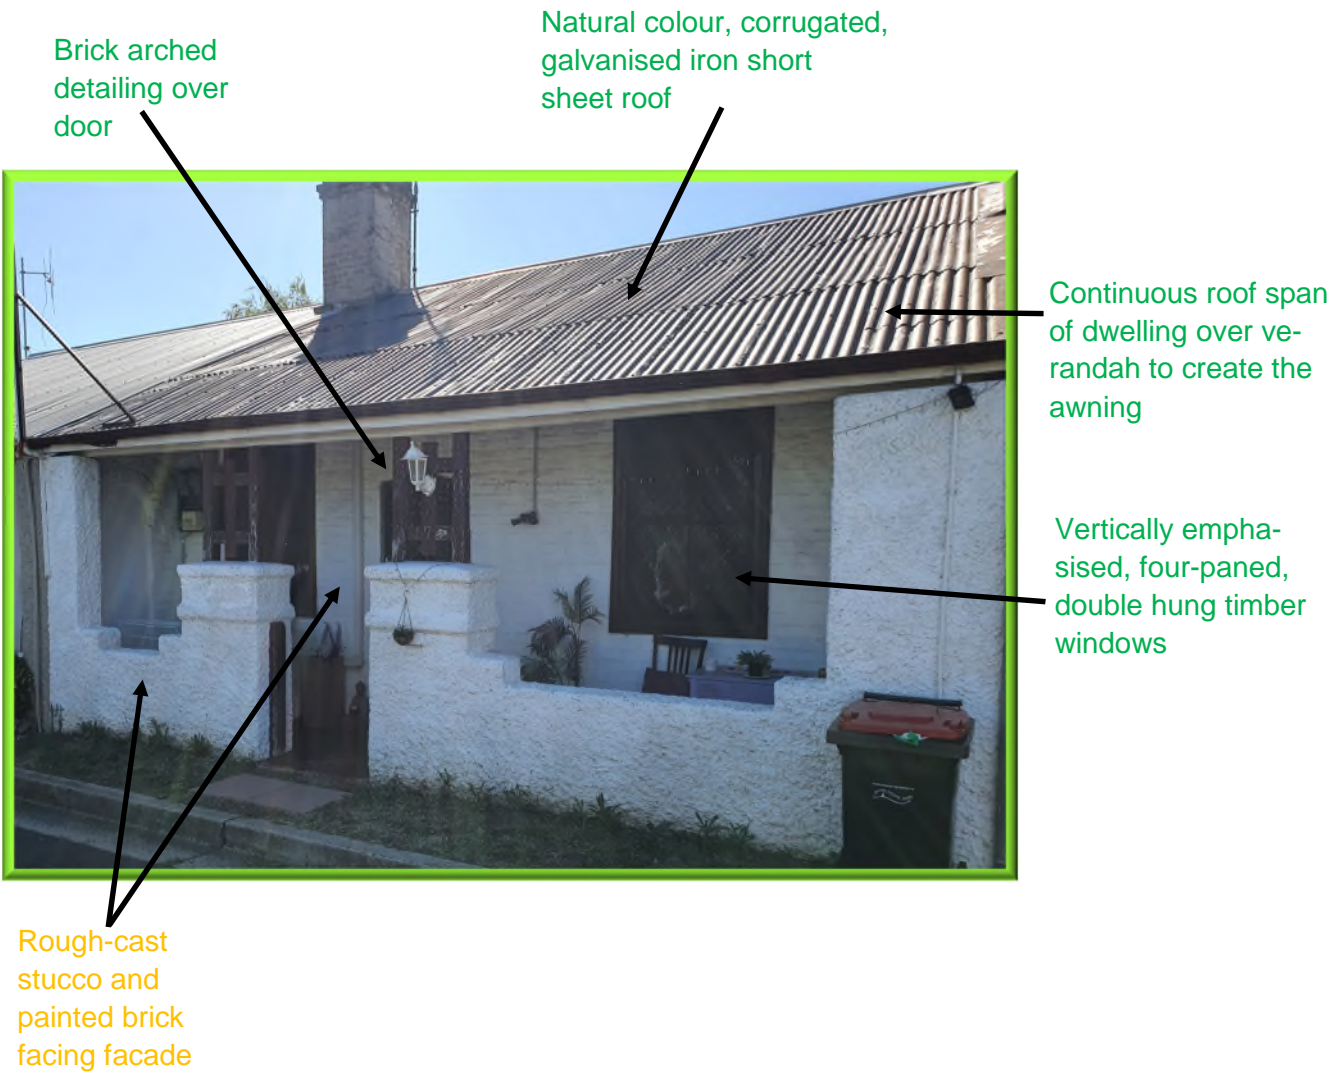 Brick arched
detailing over
door
Natural colour, corrugated,
galvanised iron short
sheet roof
Continuous roof span
of dwelling over ve-
randah to create the
awning
Vertically empha-
sised, four-paned,
double hung timber
windows
Rough-cast
stucco and
painted brick
facing facade